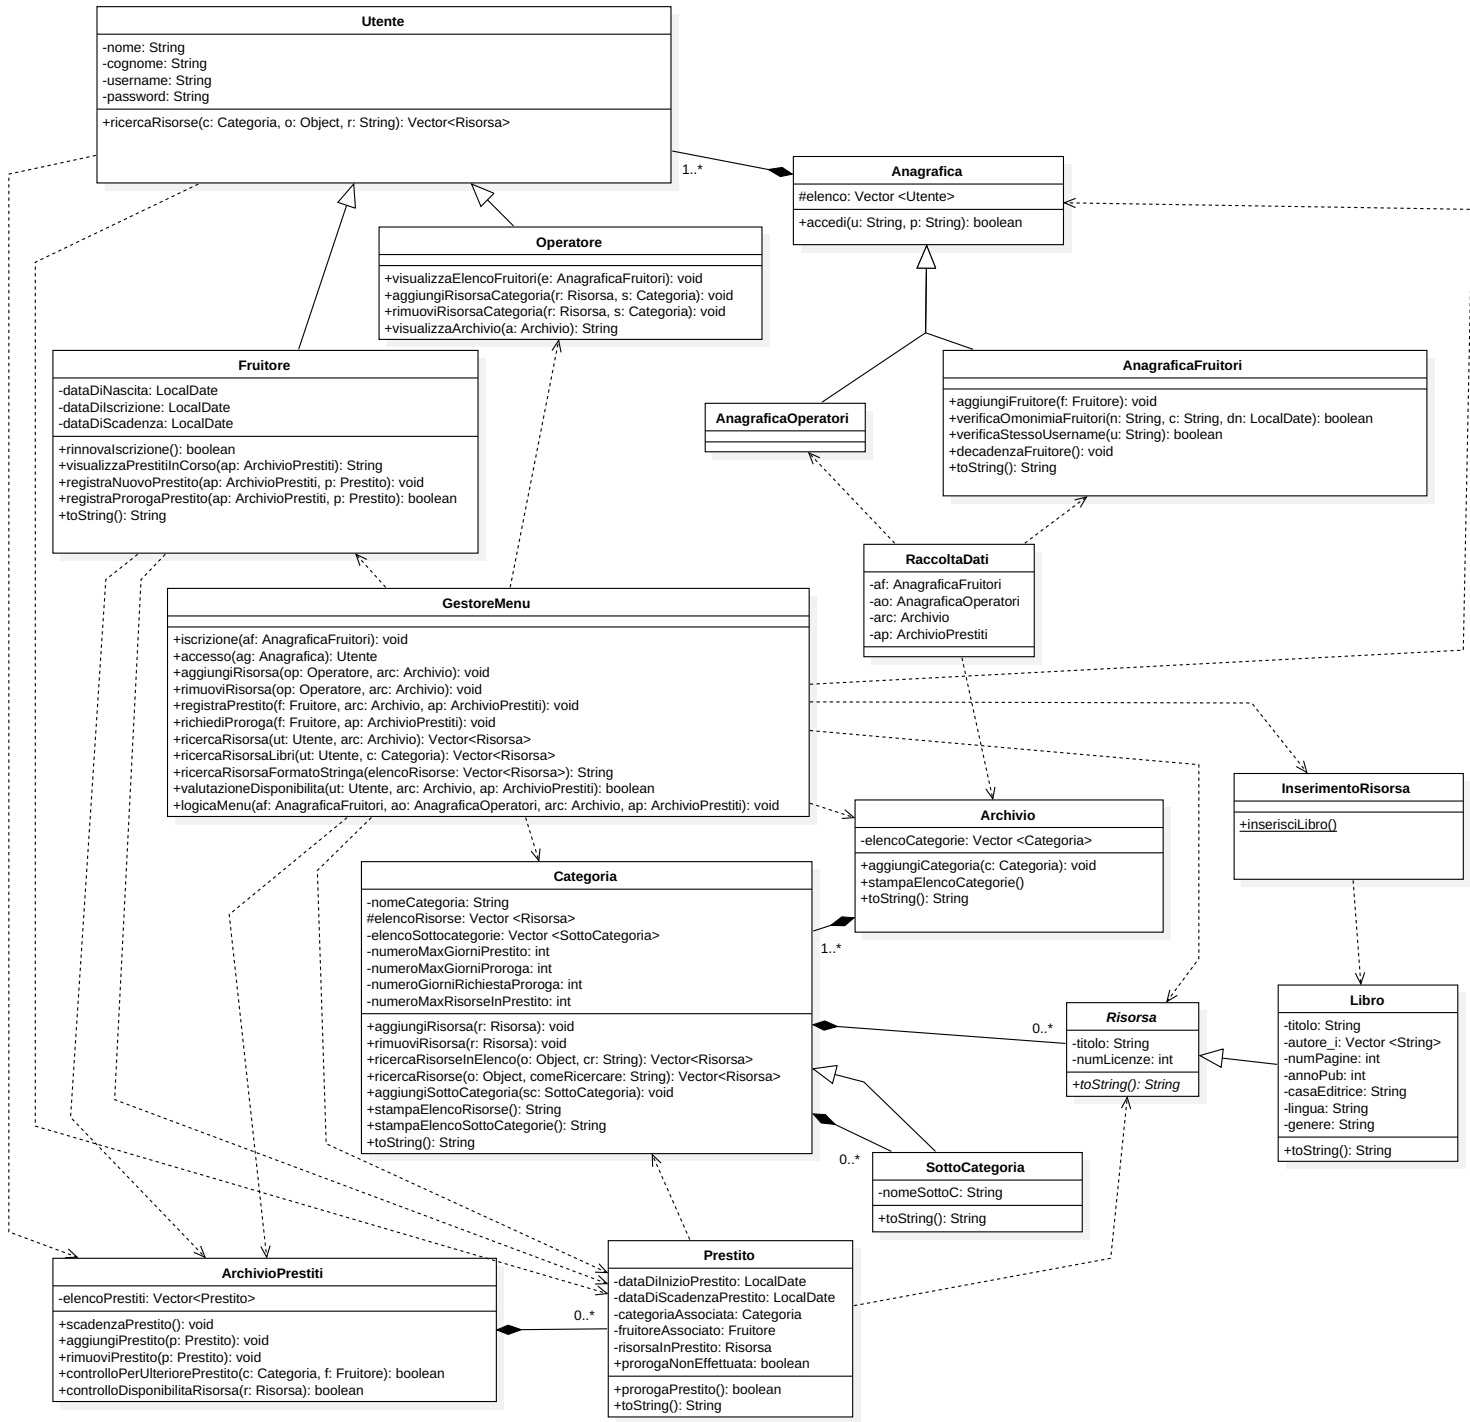 Utente
-nome: String
-cognome: String
-username: String
-password: String
+ricercaRisorse(c: Categoria, o: Object, r: String): Vector<Risorsa>
1..*
Anagrafica
#elenco: Vector <Utente>
+accedi(u: String, p: String): boolean
Operatore
+visualizzaElencoFruitori(e: AnagraficaFruitori): void
+aggiungiRisorsaCategoria(r: Risorsa, s: Categoria): void
+rimuoviRisorsaCategoria(r: Risorsa, s: Categoria): void
+visualizzaArchivio(a: Archivio): String
Fruitore
-dataDiNascita: LocalDate
-dataDiIscrizione: LocalDate
-dataDiScadenza: LocalDate
+rinnovaIscrizione(): boolean
+visualizzaPrestitiInCorso(ap: ArchivioPrestiti): String
+registraNuovoPrestito(ap: ArchivioPrestiti, p: Prestito): void
+registraProrogaPrestito(ap: ArchivioPrestiti, p: Prestito): boolean
+toString(): String
AnagraficaOperatori
AnagraficaFruitori
+aggiungiFruitore(f: Fruitore): void
+verificaOmonimiaFruitori(n: String, c: String, dn: LocalDate): boolean
+verificaStessoUsername(u: String): boolean
+decadenzaFruitore(): void
+toString(): String
RaccoltaDati
-af: AnagraficaFruitori
-ao: AnagraficaOperatori
-arc: Archivio
-ap: ArchivioPrestiti
GestoreMenu
+iscrizione(af: AnagraficaFruitori): void
+accesso(ag: Anagrafica): Utente
+aggiungiRisorsa(op: Operatore, arc: Archivio): void
+rimuoviRisorsa(op: Operatore, arc: Archivio): void
+registraPrestito(f: Fruitore, arc: Archivio, ap: ArchivioPrestiti): void
+richiediProroga(f: Fruitore, ap: ArchivioPrestiti): void
+ricercaRisorsa(ut: Utente, arc: Archivio): Vector<Risorsa>
+ricercaRisorsaLibri(ut: Utente, c: Categoria): Vector<Risorsa>
+ricercaRisorsaFormatoStringa(elencoRisorse: Vector<Risorsa>): String
+valutazioneDisponibilita(ut: Utente, arc: Archivio, ap: ArchivioPrestiti): boolean
+logicaMenu(af: AnagraficaFruitori, ao: AnagraficaOperatori, arc: Archivio, ap: ArchivioPrestiti): void
InserimentoRisorsa
+inserisciLibro()
Archivio
-elencoCategorie: Vector <Categoria>
+aggiungiCategoria(c: Categoria): void
+stampaElencoCategorie()
+toString(): String
1..*
Categoria
-nomeCategoria: String
#elencoRisorse: Vector <Risorsa>
-elencoSottocategorie: Vector <SottoCategoria>
-numeroMaxGiorniPrestito: int
-numeroMaxGiorniProroga: int
-numeroGiorniRichiestaProroga: int
-numeroMaxRisorseInPrestito: int
+aggiungiRisorsa(r: Risorsa): void
+rimuoviRisorsa(r: Risorsa): void
+ricercaRisorseInElenco(o: Object, cr: String): Vector<Risorsa>
+ricercaRisorse(o: Object, comeRicercare: String): Vector<Risorsa>
+aggiungiSottoCategoria(sc: SottoCategoria): void
+stampaElencoRisorse(): String
+stampaElencoSottoCategorie(): String
+toString(): String
0..*
Risorsa
-titolo: String
-numLicenze: int
+toString(): String
Libro
-titolo: String
-autore_i: Vector <String>
-numPagine: int
-annoPub: int
-casaEditrice: String
-lingua: String
-genere: String
+toString(): String
0..*
SottoCategoria
-nomeSottoC: String
+toString(): String
ArchivioPrestiti
-elencoPrestiti: Vector<Prestito>
+scadenzaPrestito(): void
+aggiungiPrestito(p: Prestito): void
+rimuoviPrestito(p: Prestito): void
+controlloPerUlteriorePrestito(c: Categoria, f: Fruitore): boolean
+controlloDisponibilitaRisorsa(r: Risorsa): boolean
0..*
Prestito
-dataDiInizioPrestito: LocalDate
-dataDiScadenzaPrestito: LocalDate
-categoriaAssociata: Categoria
-fruitoreAssociato: Fruitore
-risorsaInPrestito: Risorsa
+prorogaNonEffettuata: boolean
+prorogaPrestito(): boolean
+toString(): String